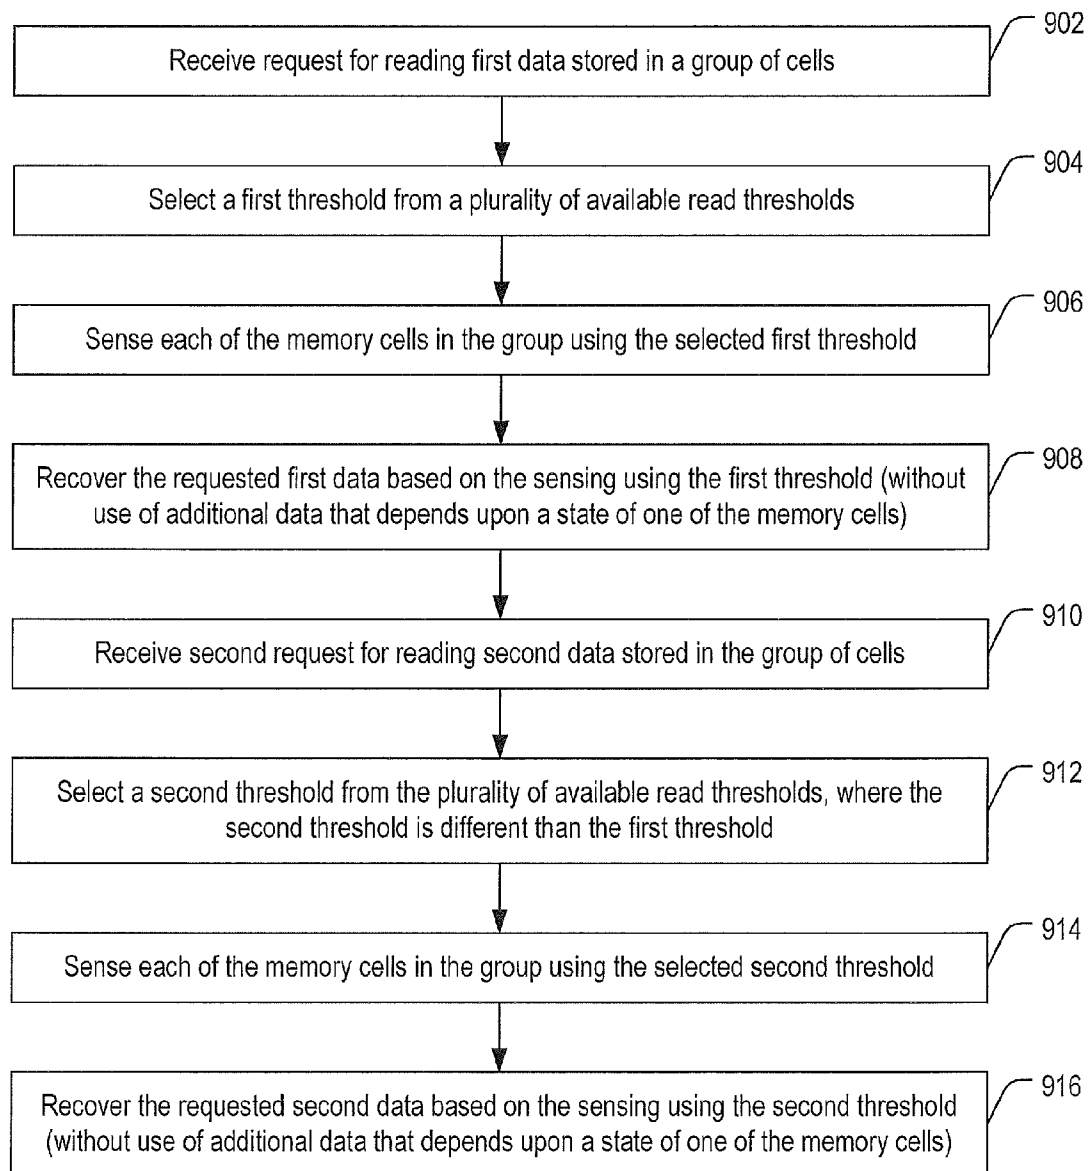 902
Receive request for reading first data stored in a group of cells
904
Select a first threshold from a plurality of available read thresholds
906
Sense each of the memory cells in the group using the selected first threshold
908
Recover the requested first data based on the sensing using the first threshold (without
use of additional data that depends upon a state of one of the memory cells)
910
Receive second request for reading second data stored in the group of cells
912
Select a second threshold from the plurality of available read thresholds, where the
second threshold is different than the first threshold
914
Sense each of the memory cells in the group using the selected second threshold
916
Recover the requested second data based on the sensing using the second threshold
(without use of additional data that depends upon a state of one of the memory cells)